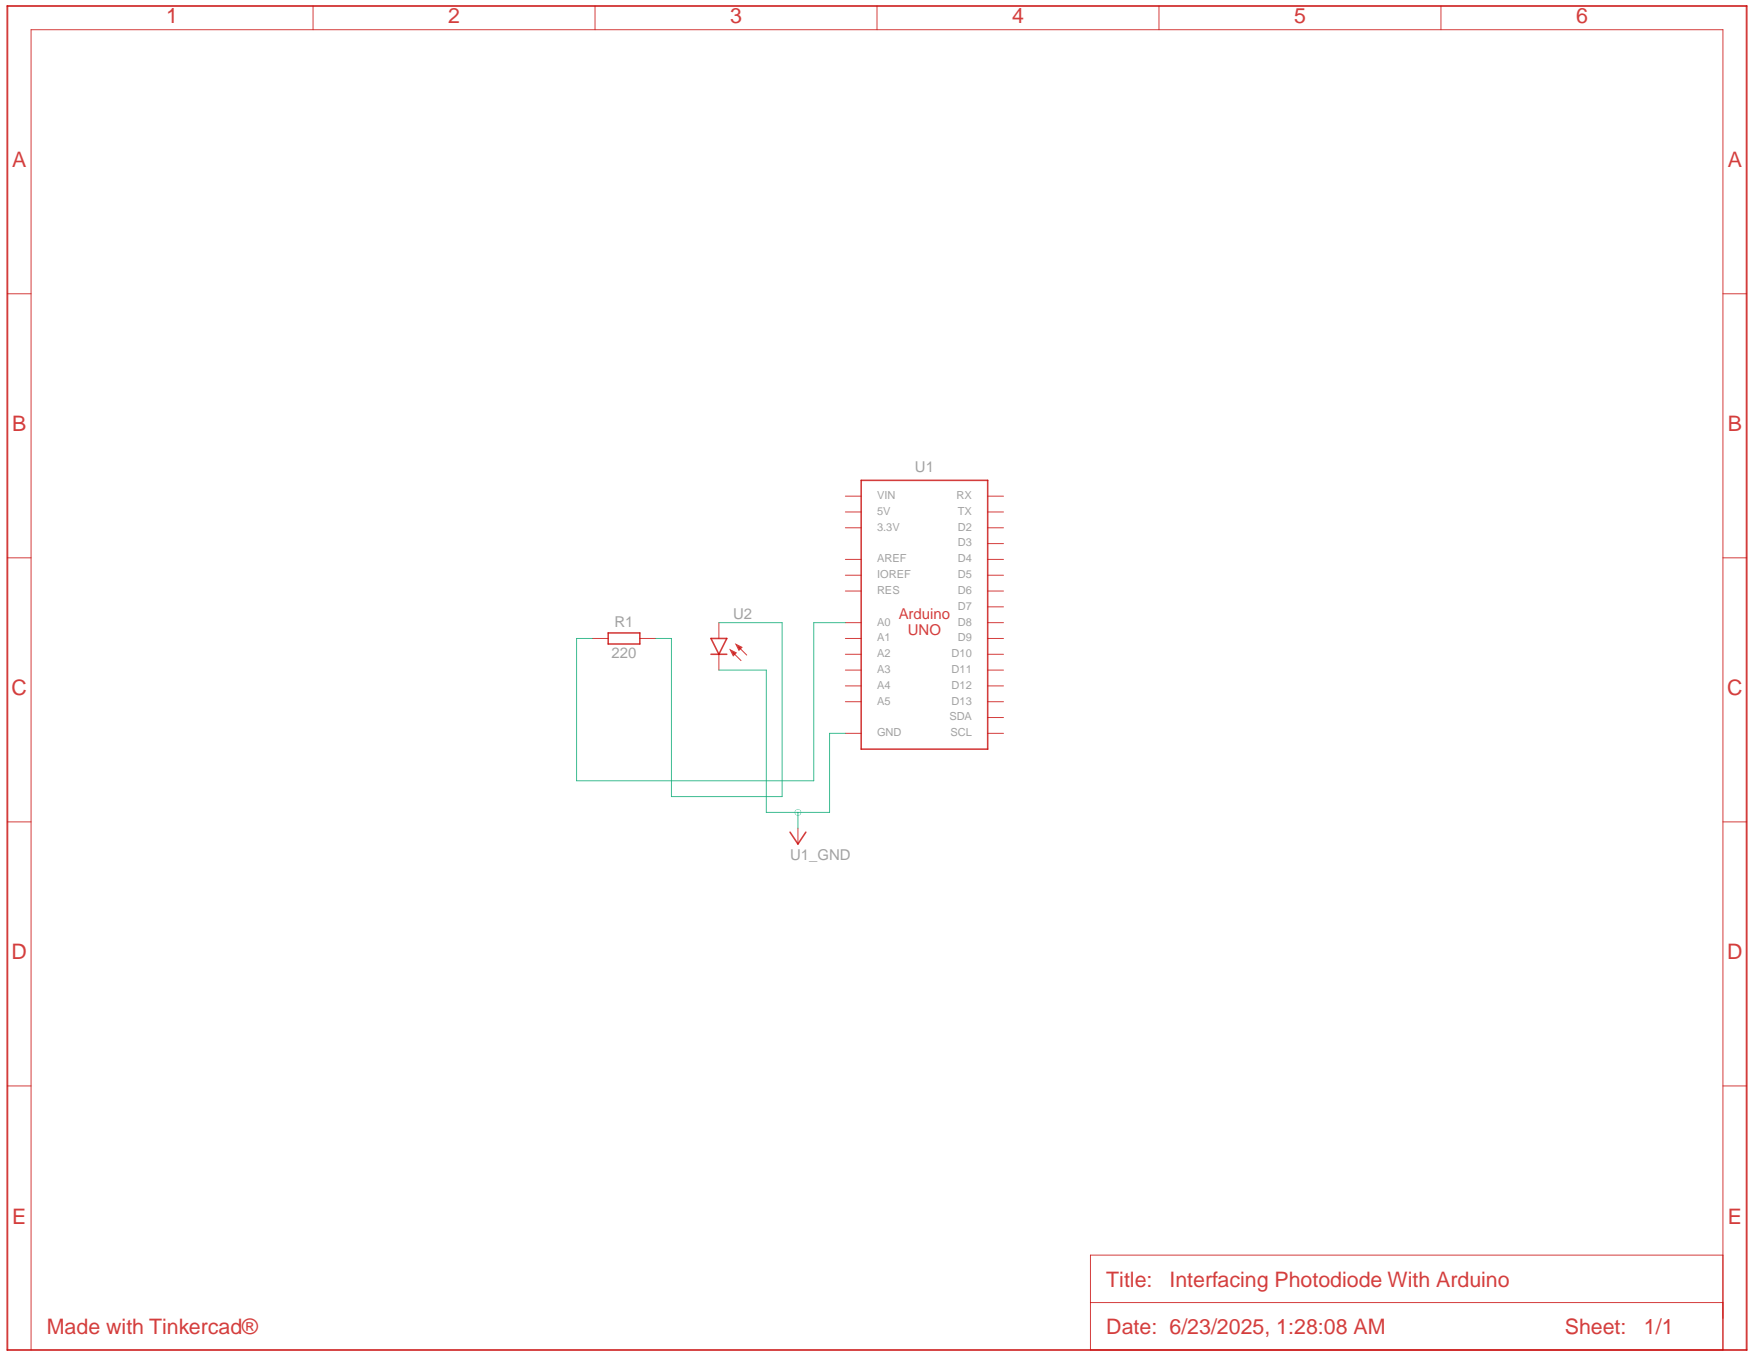 1 2 3 4 5 6
A A
B B
U1
VIN RX
5V TX
3.3V D2
D3
AREF D4
IOREF D5
RES D6
D7
Arduino
UNO
A0 D8
A1 D9
A2 D10
A3 D11
A4 D12
A5 D13
SDA
GND SCL
U2
R1
220
C C
U1_GND
D D
E E
Title: Interfacing Photodiode With Arduino
Made with Tinkercad®
Date: 6/23/2025, 1:28:08 AM Sheet: 1/1